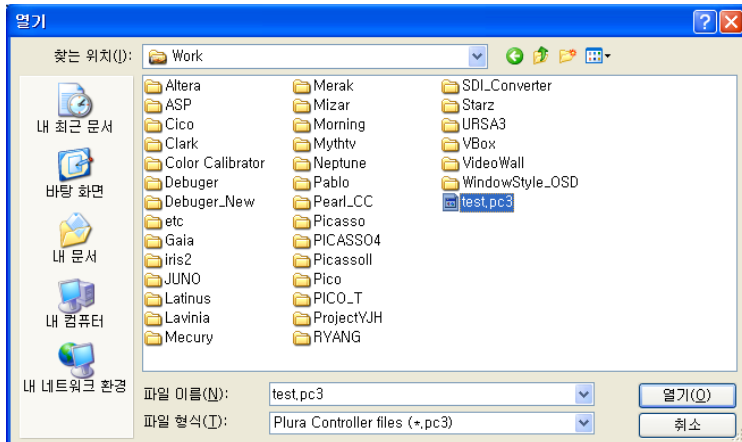 열기
찾는 위치(I):
Work
내 최근 문서
바탕 화면
내 문서
내 컴퓨터
내 네트워크 환경
Altera
ASP
Cico
Clark
Color Calibrator
Debuger
Debuger_New
etc
Gaia
iris2
JUNO
Latinus
Lavinia
Mecury
Merak
Mizar
Morning
Mythtv
Neptune
Pablo
Pearl_CC
Picasso
PICASSO4
PicassoII
Pico
PICO_T
ProjectYJH
RYANG
SDI_Converter
Starz
URSA3
VBox
VideoWall
WindowStyle_OSD
test.pc3
파일 이름(N):
test.pc3
열기(O)
파일 형식(T):
Plura Controller files (*.pc3)
취소